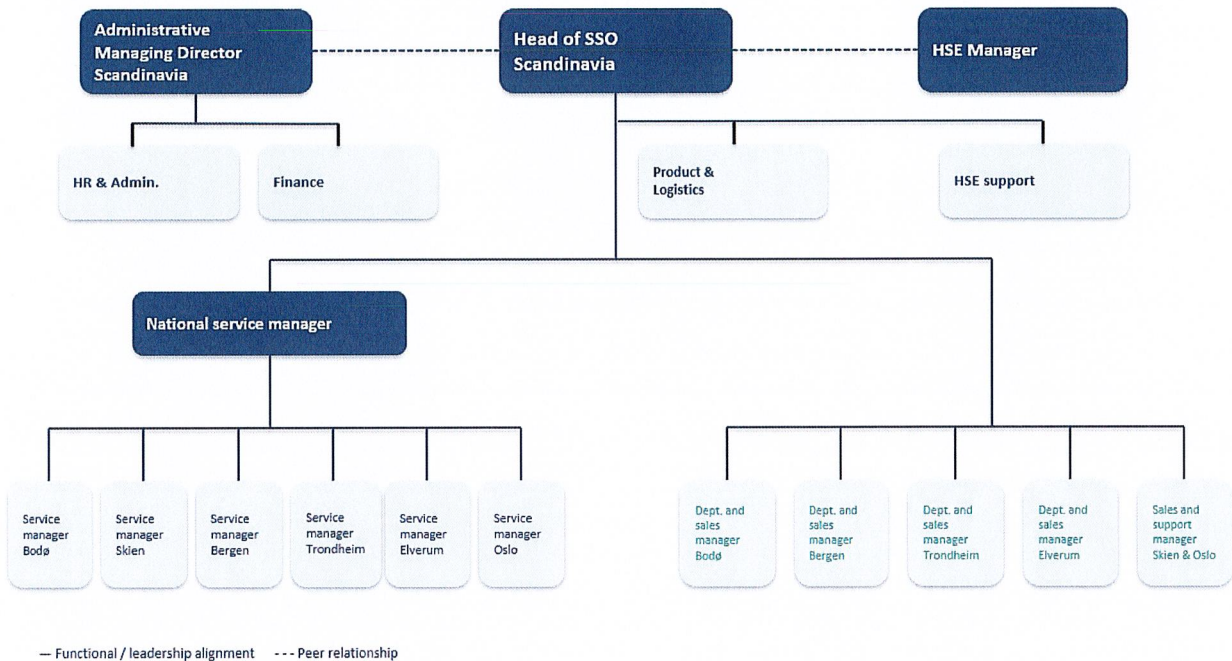 Administrative
Managing Director
Scandinavia
Head of SSO
Scandinavia
HSE Manager
HR & Admin.
Finance
Product &
Logistics
HSE support
National service manager
Service
manager
Bodø
Service
manager
Skien
Service
manager
Bergen
Service
manager
Trondheim
Service
manager
Elverum
Service
manager
Oslo
Dept. and
sales
manager
Bodø
Dept. and
sales
manager
Bergen
Dept. and
sales
manager
Trondheim
Dept. and
sales
manager
Elverum
Sales and
support
manager
Skien & Oslo
— Functional / leadership alignment - - - Peer relationship